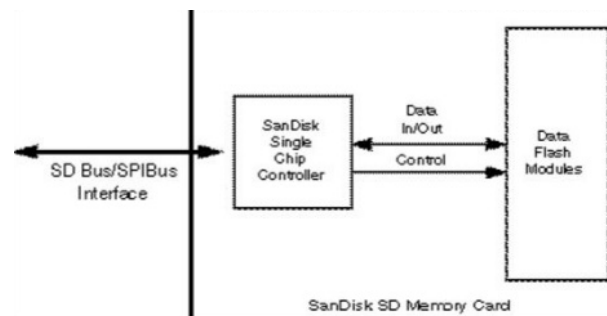 SD Bus/SPIBus
Interface
SanDisk
Single
Chip
Controller
Data
In/Out
Control
Data
Flash
Modules
SanDisk SD Memory Card